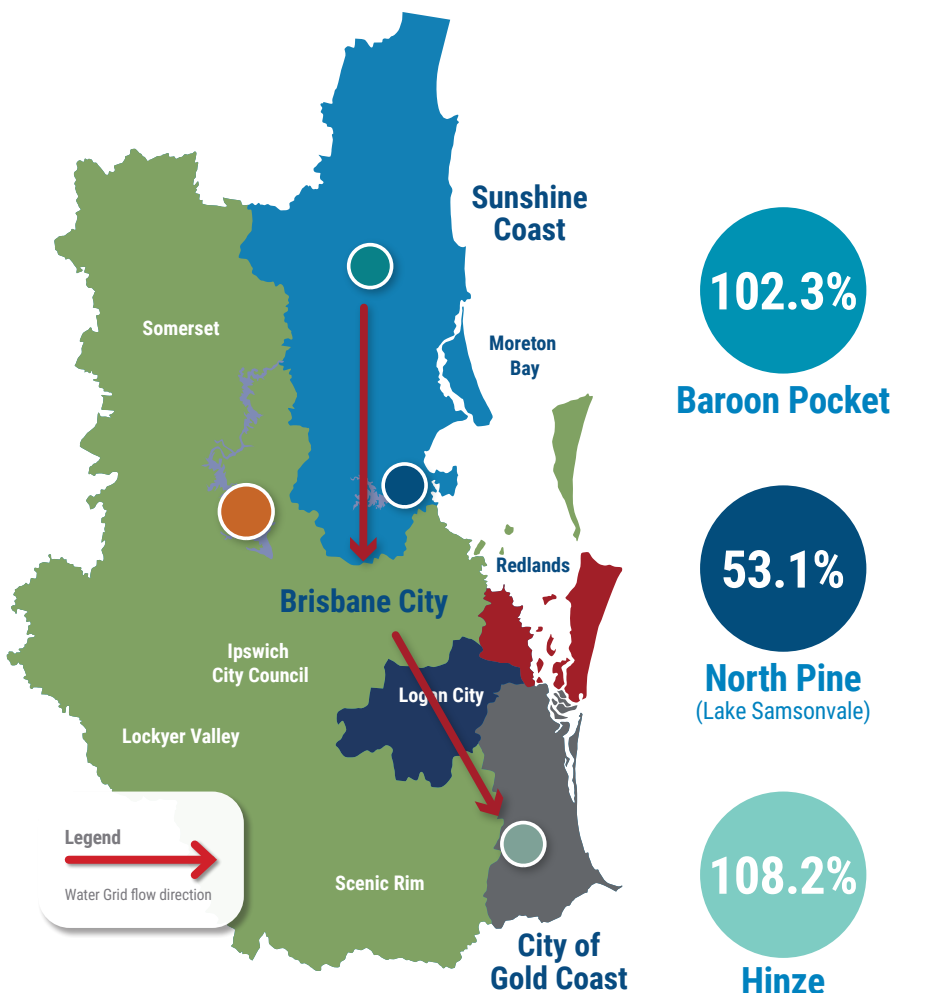 Sunshine
Coast
Somerset
Moreton
Bay
102.3%
Baroon Pocket
53.1%
North Pine
(Lake Samsonvale)
Redlands
Brisbane City
Ipswich
City Council
Logan City
Lockyer Valley
Legend
Water Grid flow direction
Scenic Rim
108.2%
Hinze
City of
Gold Coast